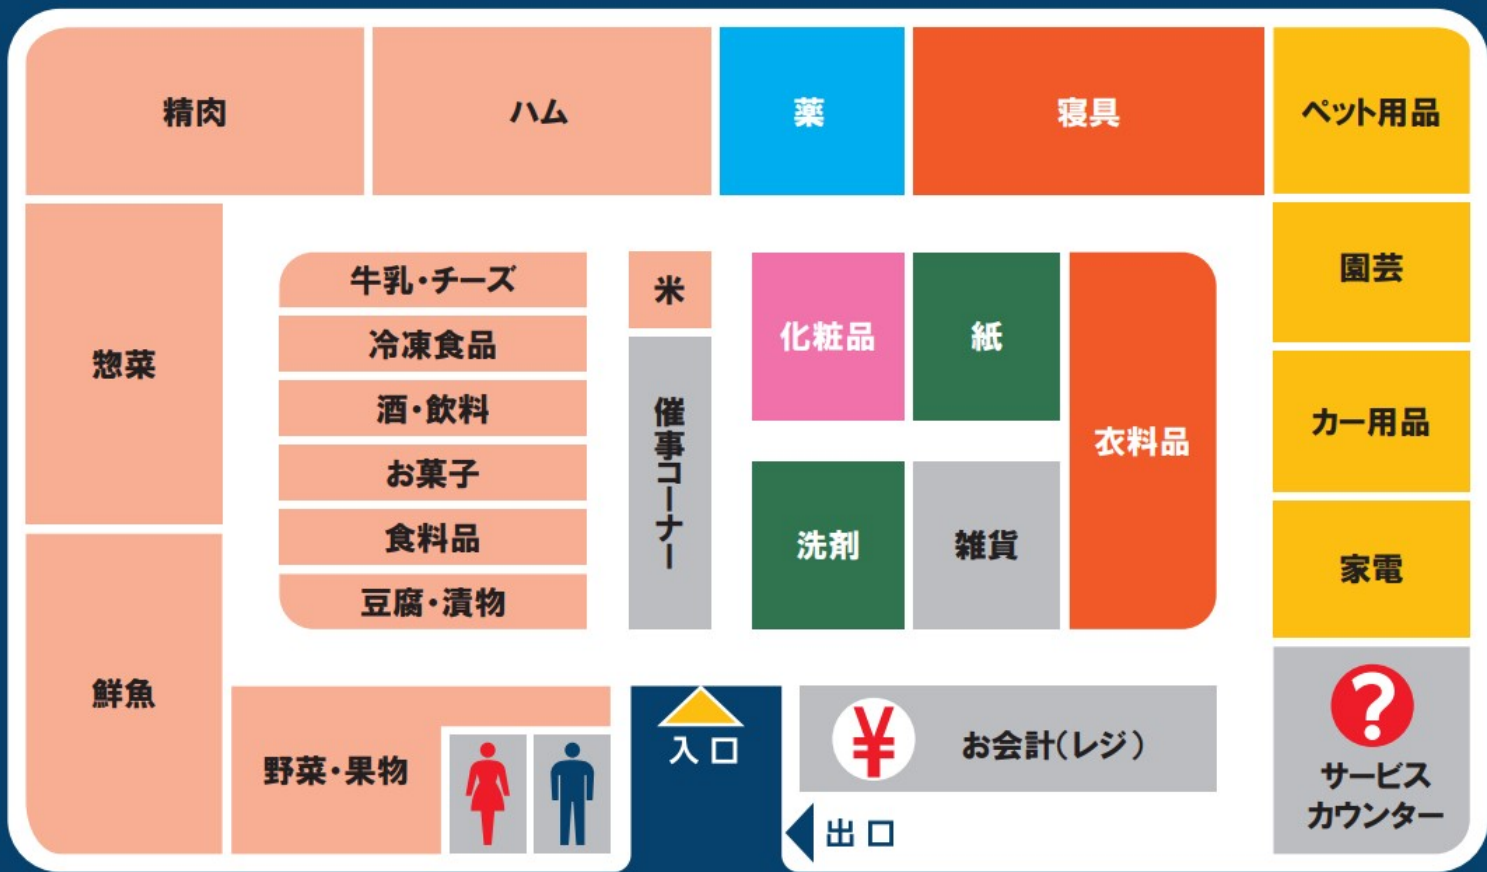 精肉
ハム
薬
寝具
ペット用品
惣菜
牛乳・チーズ
冷凍食品
酒・飲料
お菓子
食料品
豆腐・漬物
米
催事コーナー
化粧品
紙
洗剤
雑貨
衣料品
園芸
カー用品
家電
鮮魚
野菜・果物
入口
¥
お会計(レジ)
出口
?
サービス
カウンター